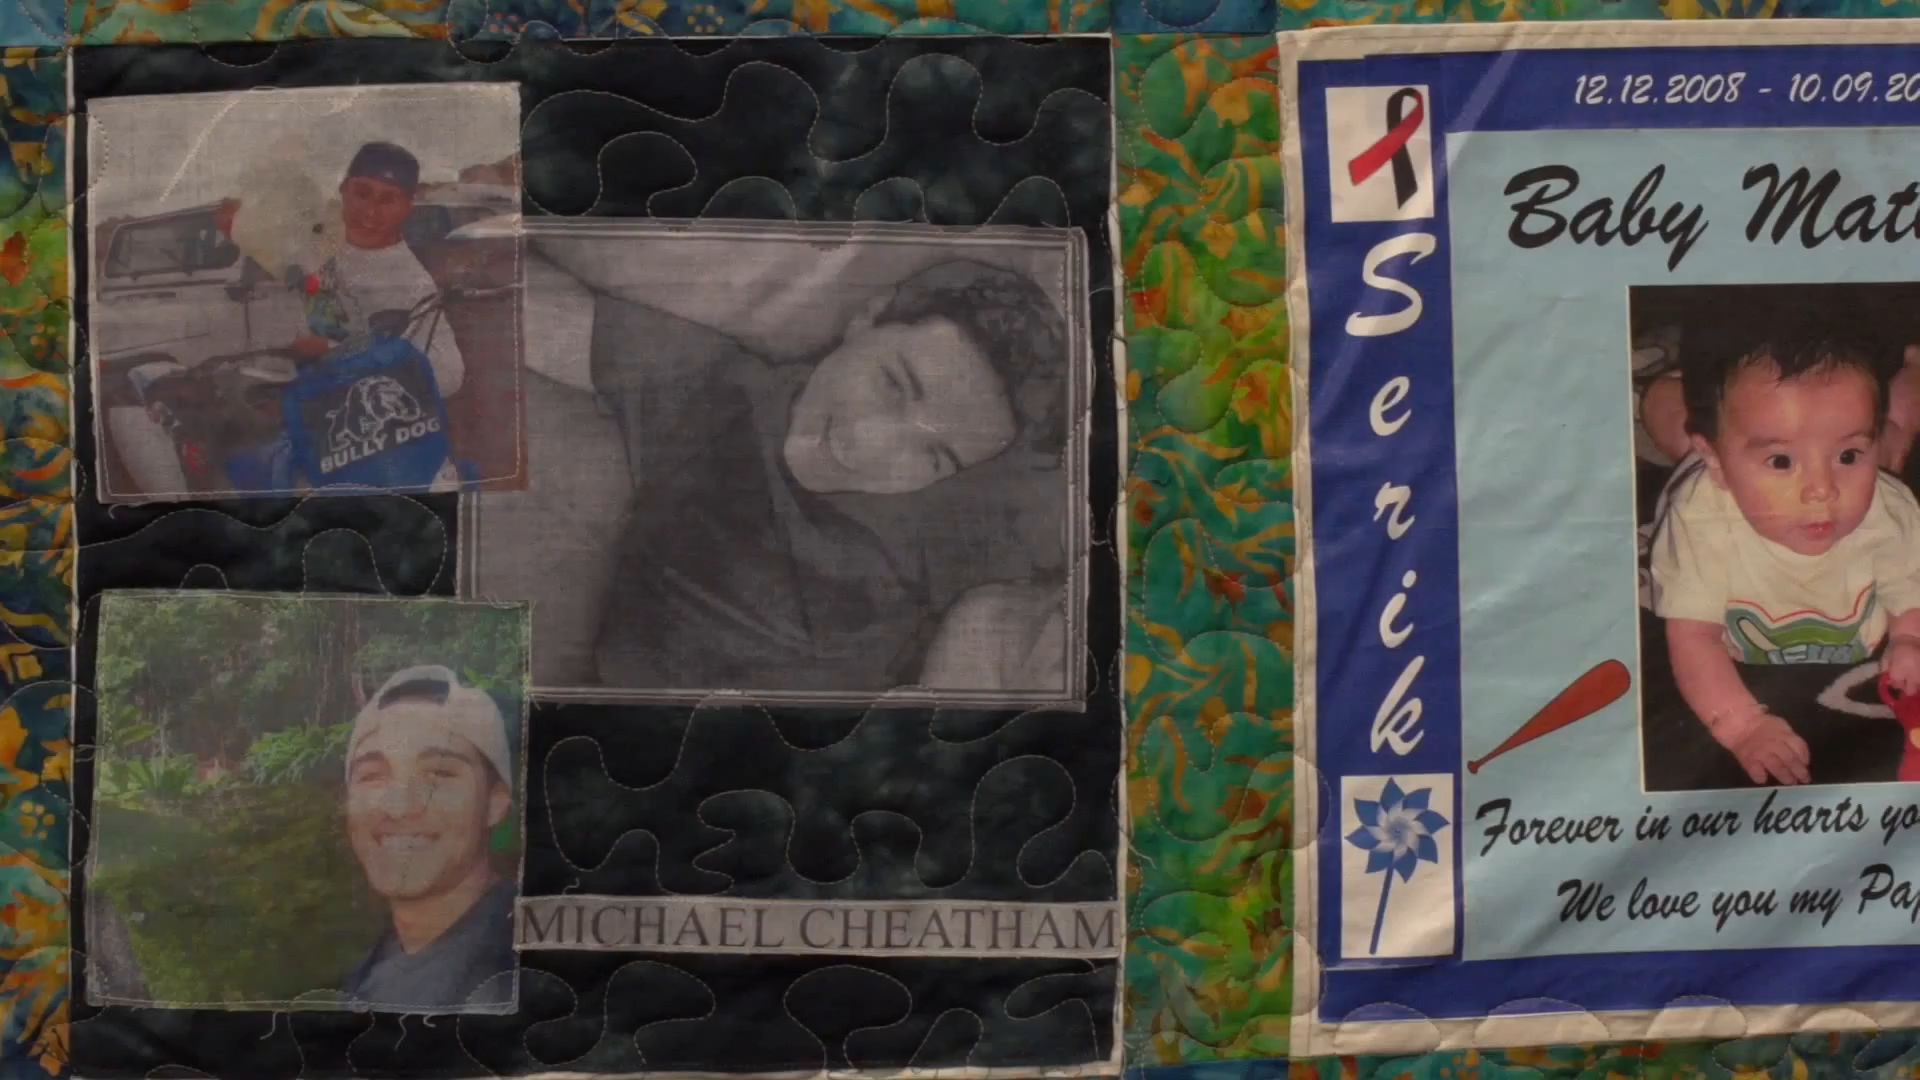 BULLY DOG
MICHAEL CHEATHAM
12.12.2008 - 10.09.20
Serik
Baby Mat
Forever in our hearts yo
We love you my Pap